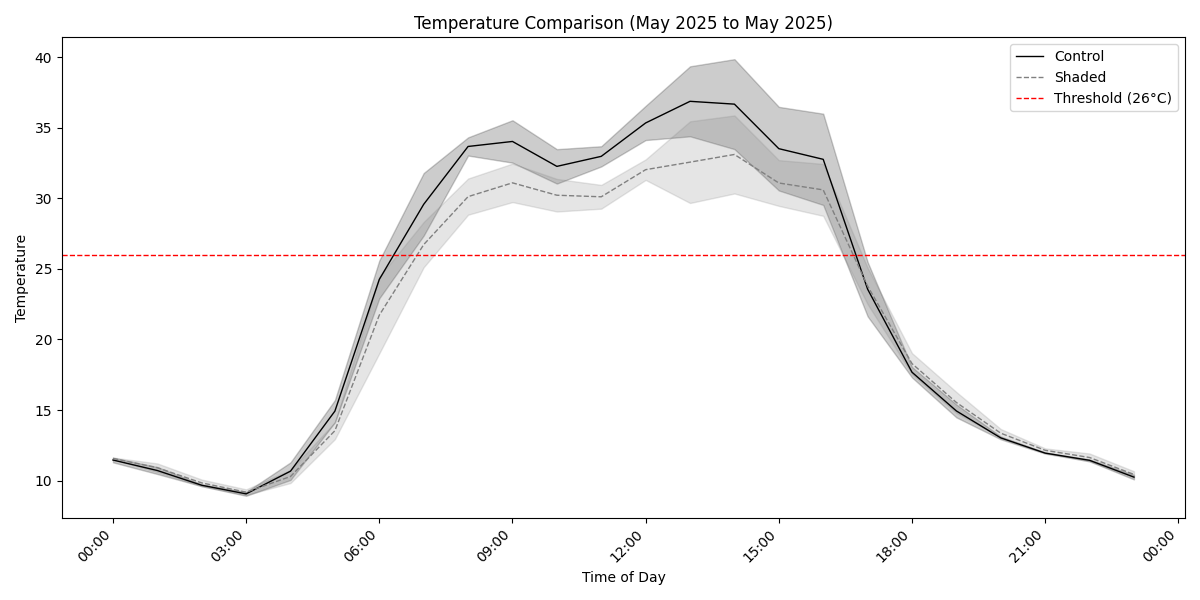 Temperature Comparison (May 2025 to May 2025)
Control
Shaded
Threshold (26°C)
Temperature
40
35
30
25
20
15
10
00:00
03:00
06:00
09:00
12:00
15:00
18:00
21:00
00:00
Time of Day